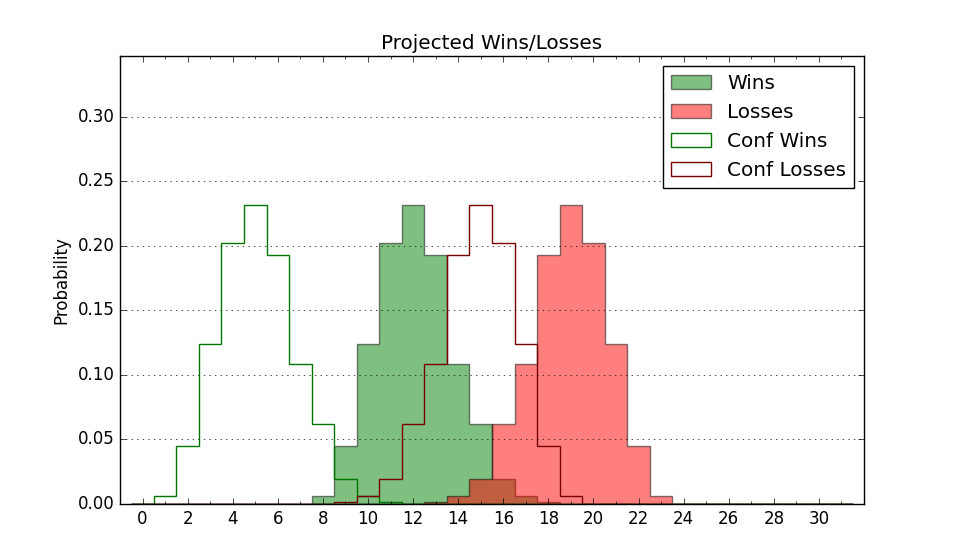 Projected Wins/Losses
Wins
Losses
Conf Wins
Conf Losses
Probability
0.30
0.25
0.20
0.15
0.10
0.05
0.00
0 2 4 6 8 10 12 14 16 18 20 22 24 26 28 30